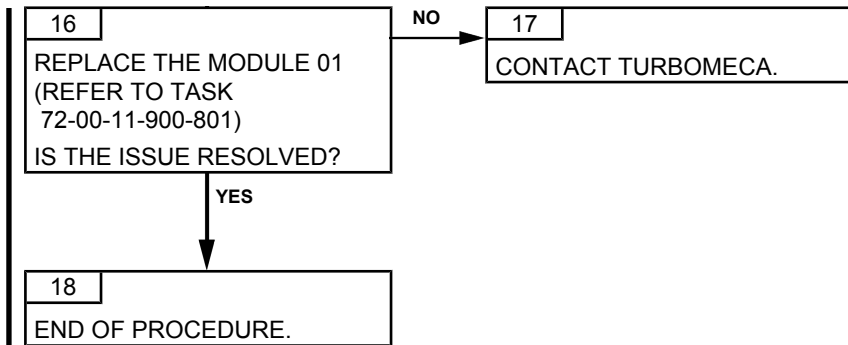 16
REPLACE THE MODULE 01
(REFER TO TASK
72-00-11-900-801)
IS THE ISSUE RESOLVED?
NO
17
CONTACT TURBOMECA.
YES
18
END OF PROCEDURE.